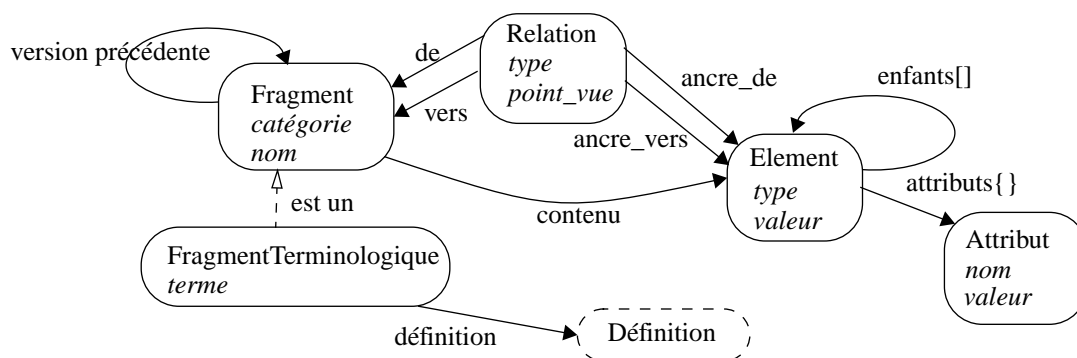 version précédente
de
vers
Relation
type
point_vue
ancre_de
ancre_vers
enfants[]
Fragment
catégorie
nom
Element
type
valeur
attributs{}
contenu
est un
Attribut
nom
valeur
FragmentTerminologique
terme
définition
Définition